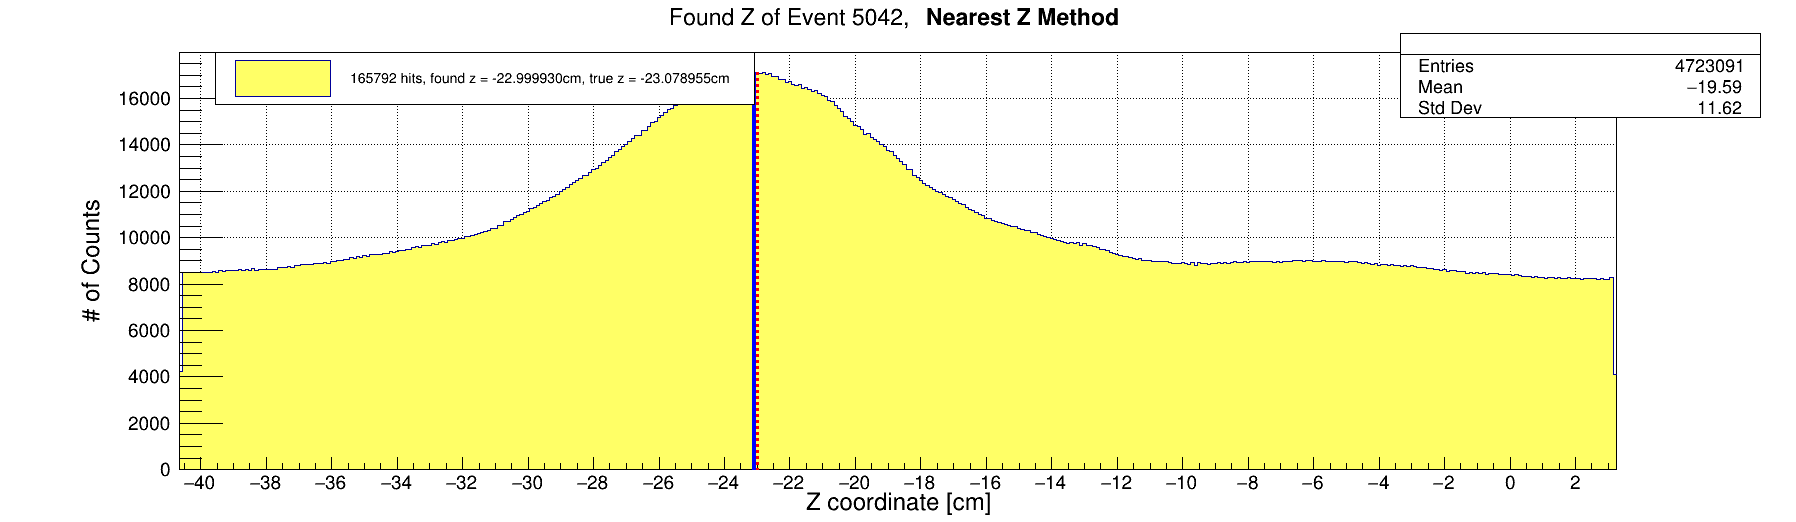 Found Z of Event 5042, Nearest Z Method
165792 hits, found z = -22.999930cm, true z = -23.078955cm
Entries 4723091
Mean −19.59
Std Dev 11.62
# of Counts
16000
14000
12000
10000
8000
6000
4000
2000
0
−40 −38 −36 −34 −32 −30 −28 −26 −24 −22 −20 −18 −16 −14 −12 −10 −8 −6 −4 −2 0 2
Z coordinate [cm]